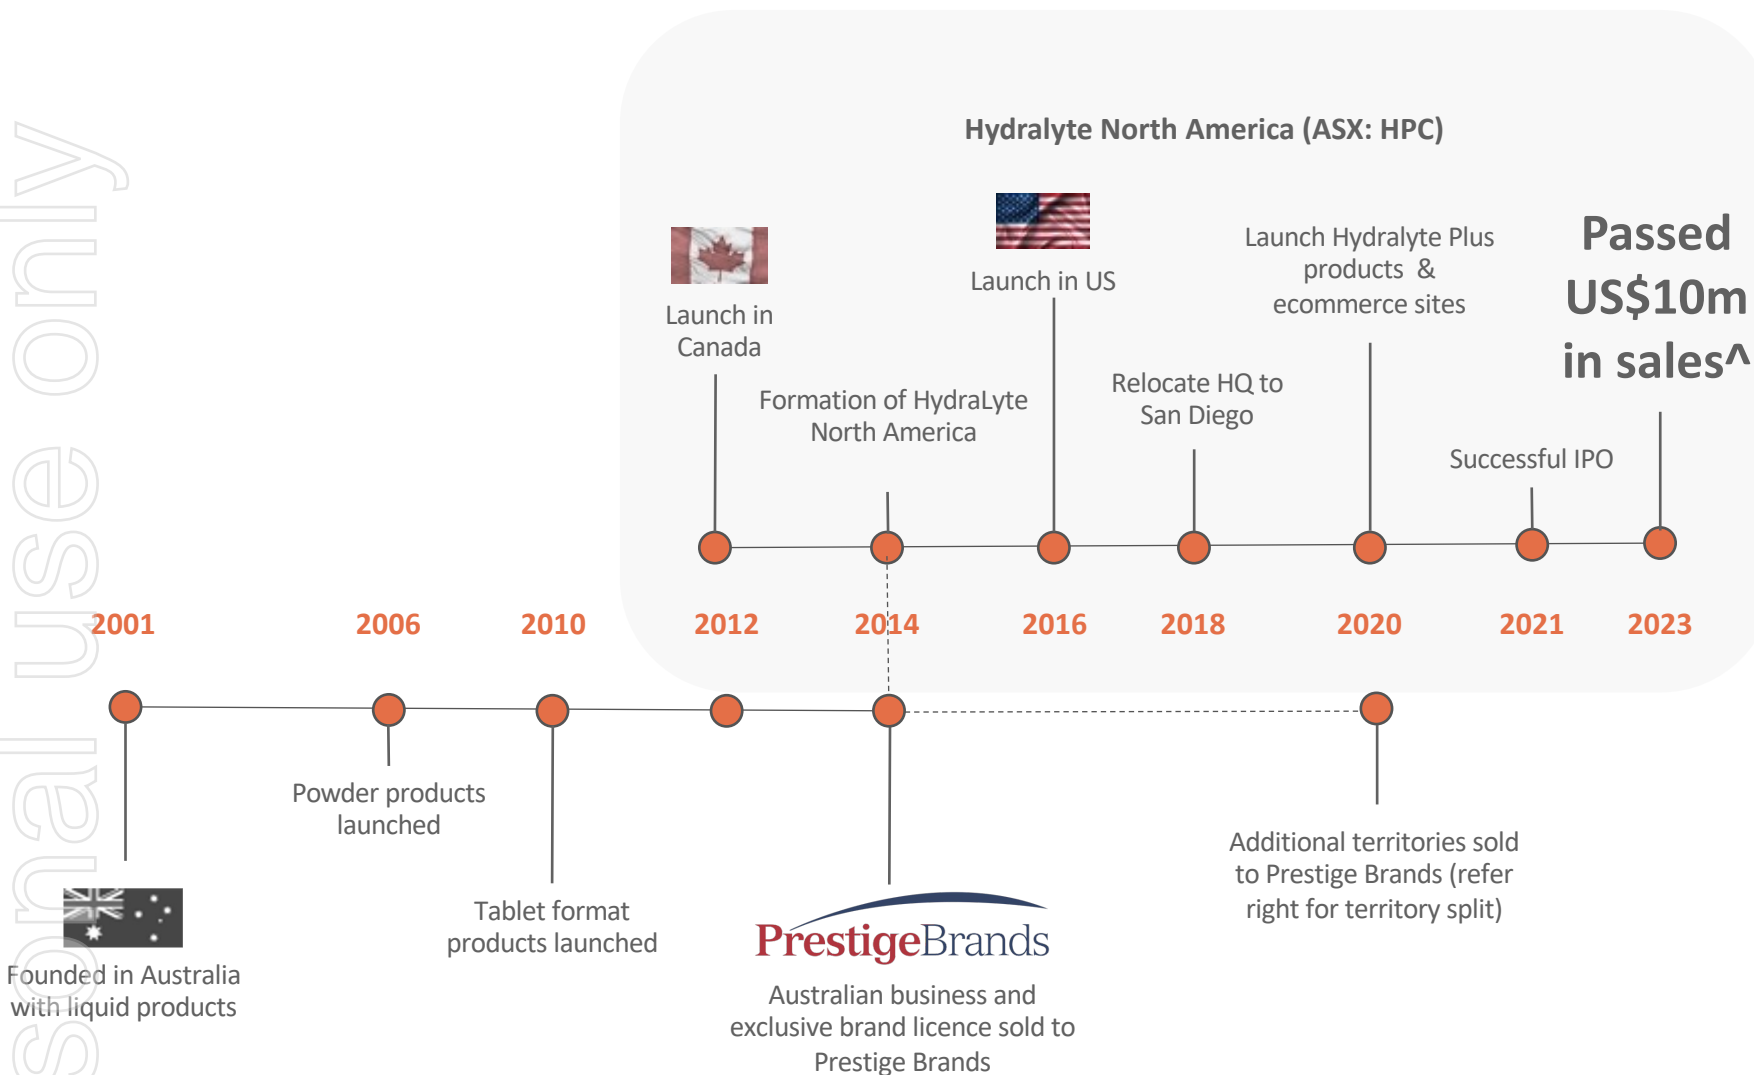 Hydralyte North America (ASX: HPC)
Launch in
Canada
Formation of HydraLyte
North America
Launch in US
Relocate HQ to
San Diego
Launch Hydralyte Plus
products &
ecommerce sites
Successful IPO
Passed
US$10m
in sales^
2001
2006
2010
2012
2014
2016
2018
2020
2021
2023
Founded in Australia
with liquid products
Powder products
launched
Tablet format
products launched
PrestigeBrands
Australian business and
exclusive brand licence sold to
Prestige Brands
Additional territories sold
to Prestige Brands (refer
right for territory split)
sonal use only